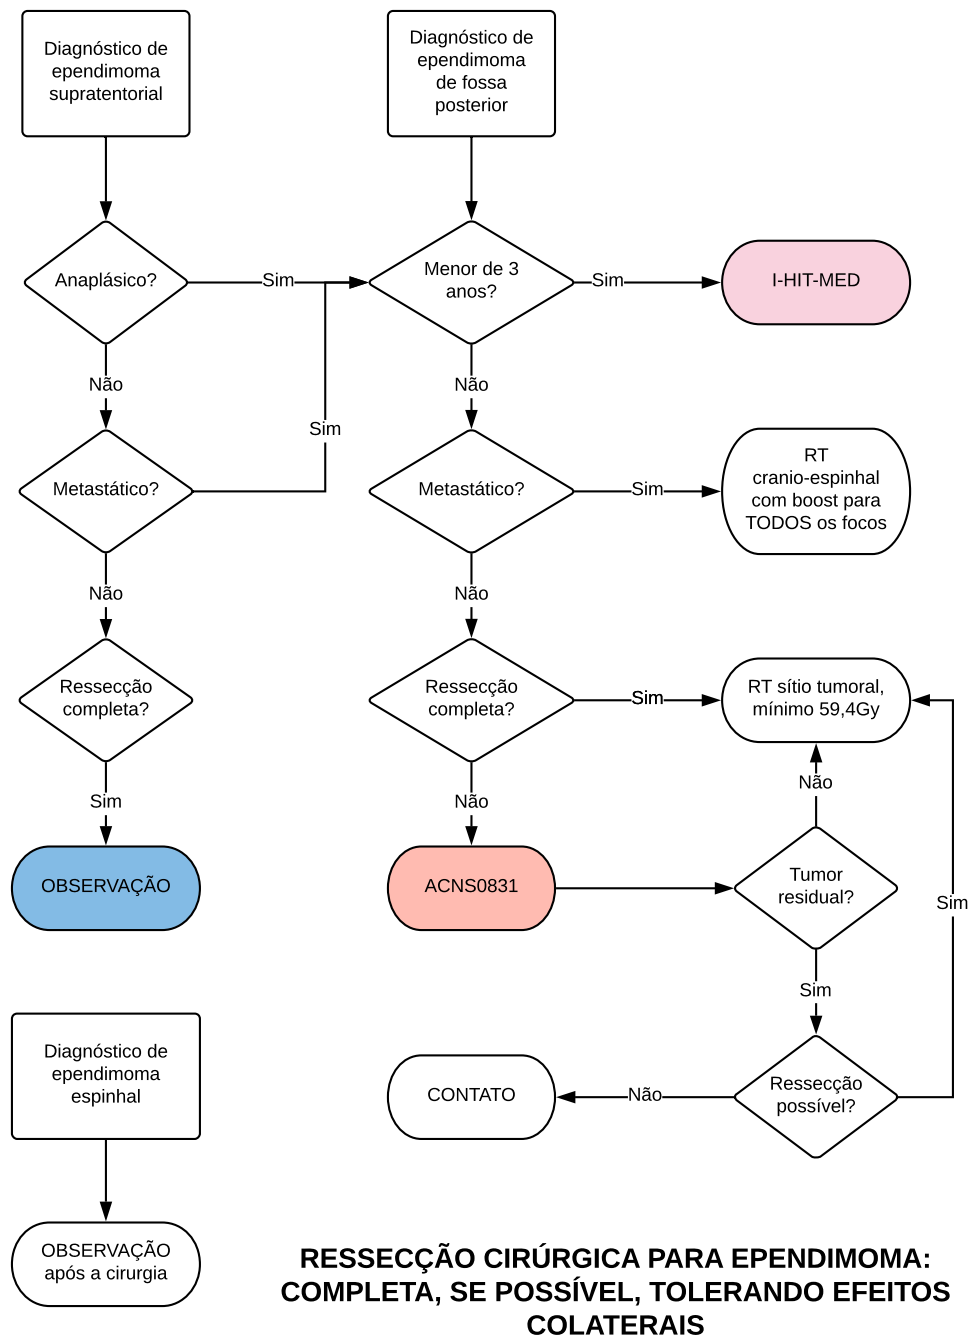 Diagnóstico de
ependimoma
supratentorial
Diagnóstico de
ependimoma
de fossa
posterior
Anaplásico?
Sim
Menor de 3
anos?
Sim
I-HIT-MED
Não
Não
Sim
Metastático?
Metastático?
Sim
RT
cranio-espinhal
com boost para
TODOS os focos
Não
Não
Ressecção
completa?
Ressecção
completa?
Sim
RT sítio tumoral,
mínimo 59,4Gy
Sim
Não
Não
OBSERVAÇÃO
ACNS0831
Tumor
residual?
Sim
Sim
Diagnóstico de
ependimoma
espinhal
CONTATO
Não
Ressecção
possível?
OBSERVAÇÃO
após a cirurgia
RESSECÇÃO CIRÚRGICA PARA EPENDIMOMA:
COMPLETA, SE POSSÍVEL, TOLERANDO EFEITOS
COLATERAIS